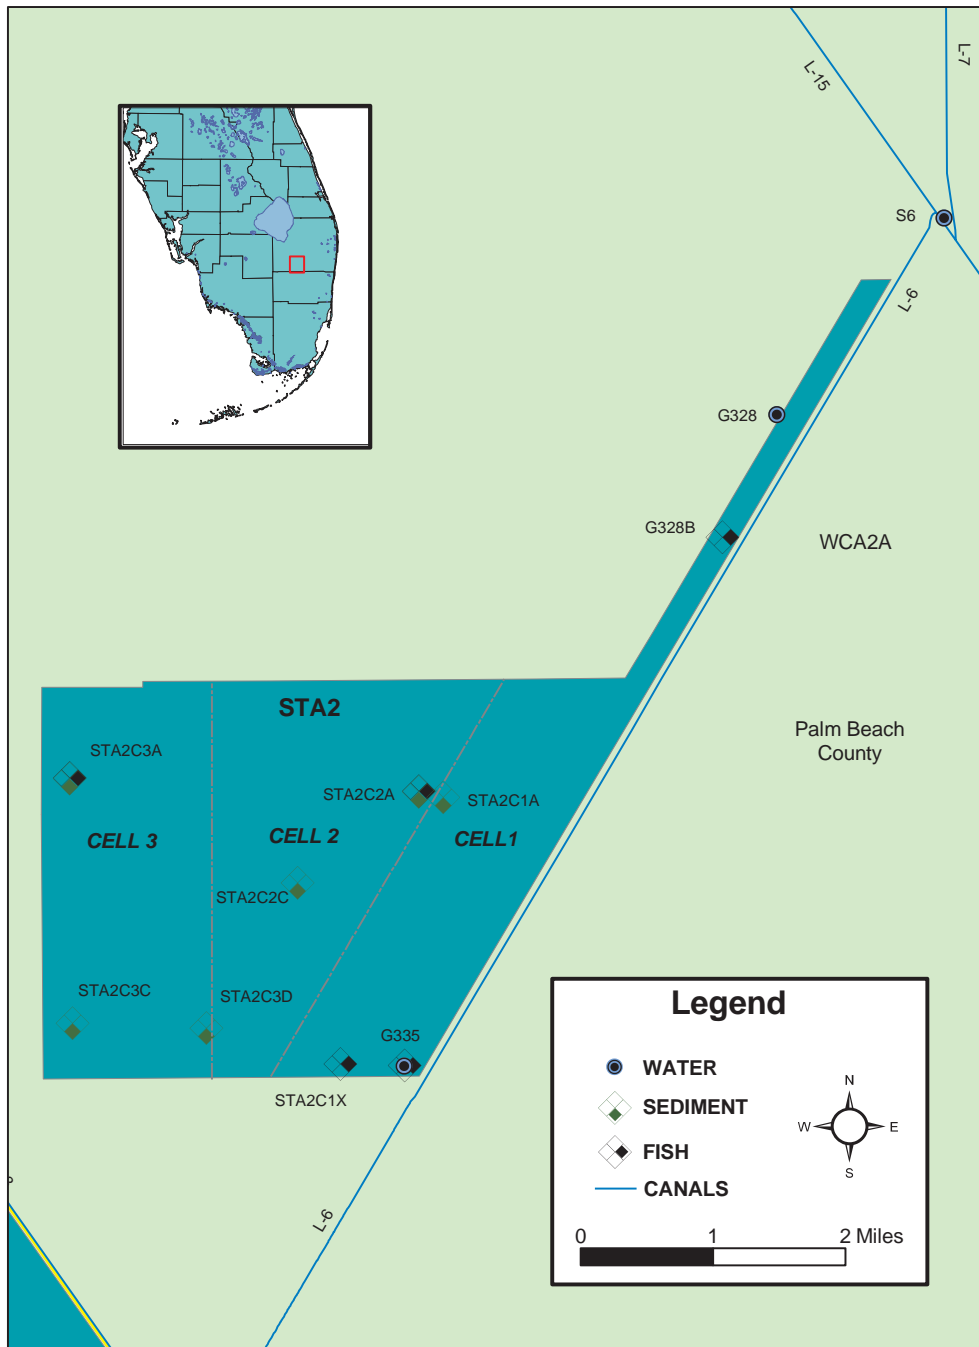 L-7
L-15
S6
L-6
G328
G328B
WCA2A
STA2
Palm Beach
County
STA2C3A
STA2C2A
STA2C1A
CELL 3
CELL 2
CELL1
STA2C2C
STA2C3C
STA2C3D
G335
STA2C1X
L-6
Legend
WATER
SEDIMENT
FISH
CANALS
N
W
E
S
0
1
2 Miles